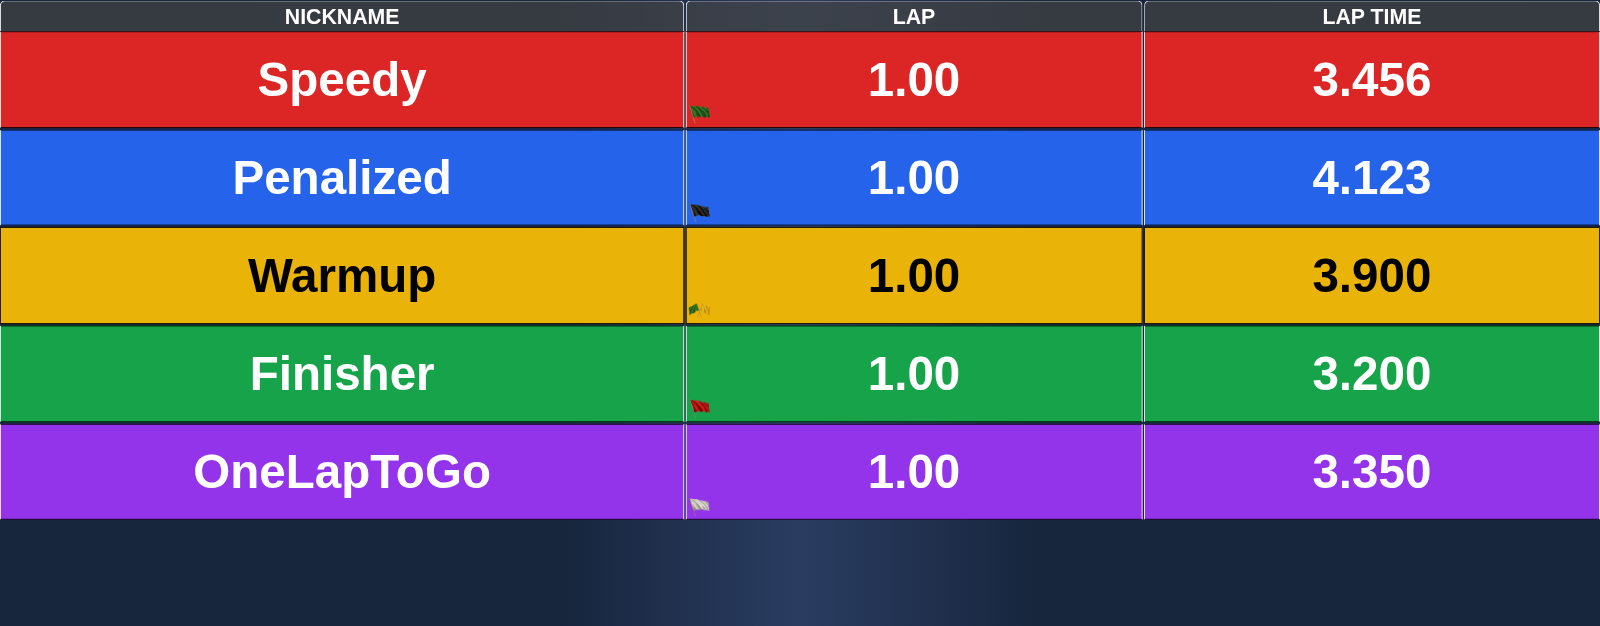 NICKNAME LAP LAP TIME
Speedy 1.00 3.456
Penalized 1.00 4.123
Warmup 1.00 3.900
Finisher 1.00 3.200
OneLapToGo 1.00 3.350